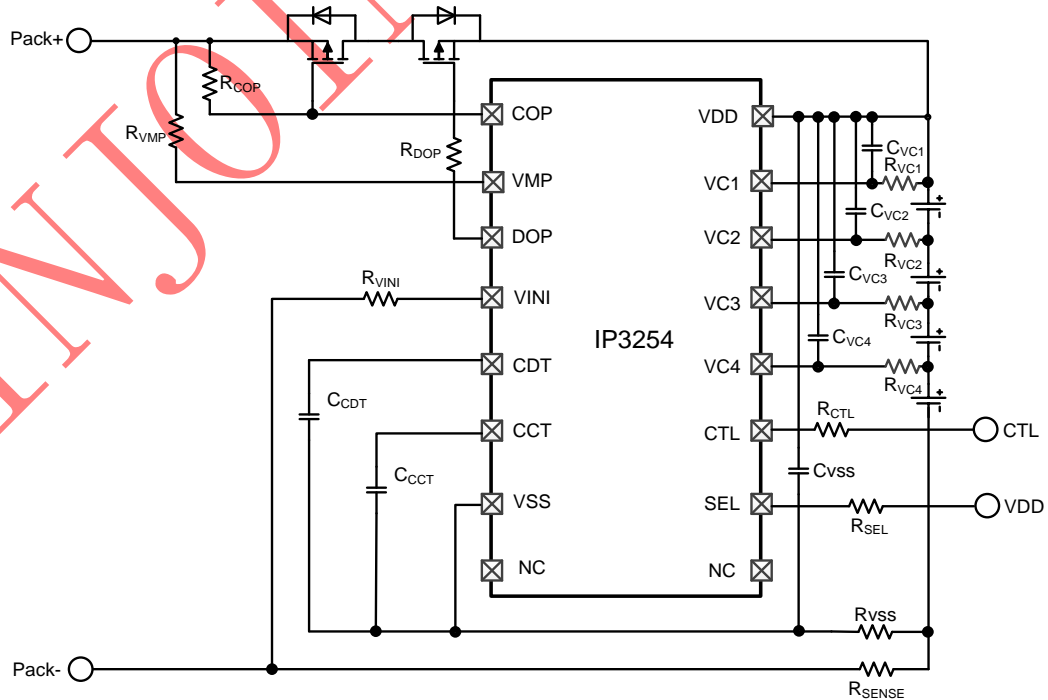 Pack+
RCOP
RVMP
RDOP
COP
VMP
DOP
VINI
CDT
CCT
VSS
NC
IP3254
VDD
VC1
VC2
VC3
VC4
CTL
SEL
NC
CVC1
RVC1
CVC2
RVC2
CVC3
RVC3
CVC4
RVC4
RCTL
CTL
Cvss
RSEL
VDD
RVINI
CCDT
CCCT
Rvss
RSENSE
Pack-
INJOI